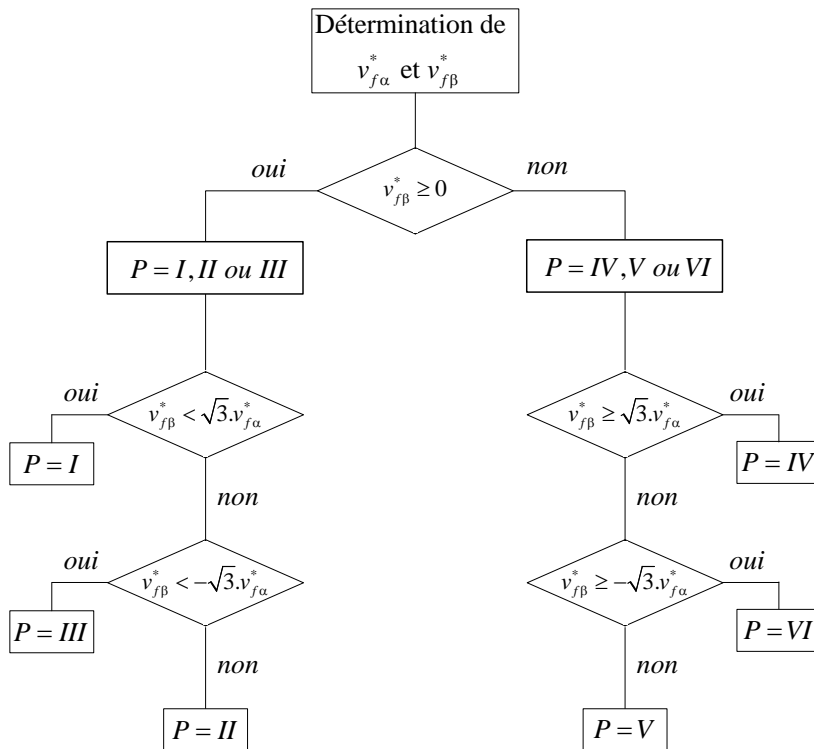 Détermination de
v*fα et v*fβ
oui
non
v*fβ ≥ 0
P = I, II ou III
P = IV, V ou VI
oui
v*fβ < √3.v*fα
v*fβ ≥ √3.v*fα
oui
P = I
P = IV
non
non
oui
v*fβ < −√3.v*fα
v*fβ ≥ −√3.v*fα
oui
P = III
P = VI
non
non
P = II
P = V